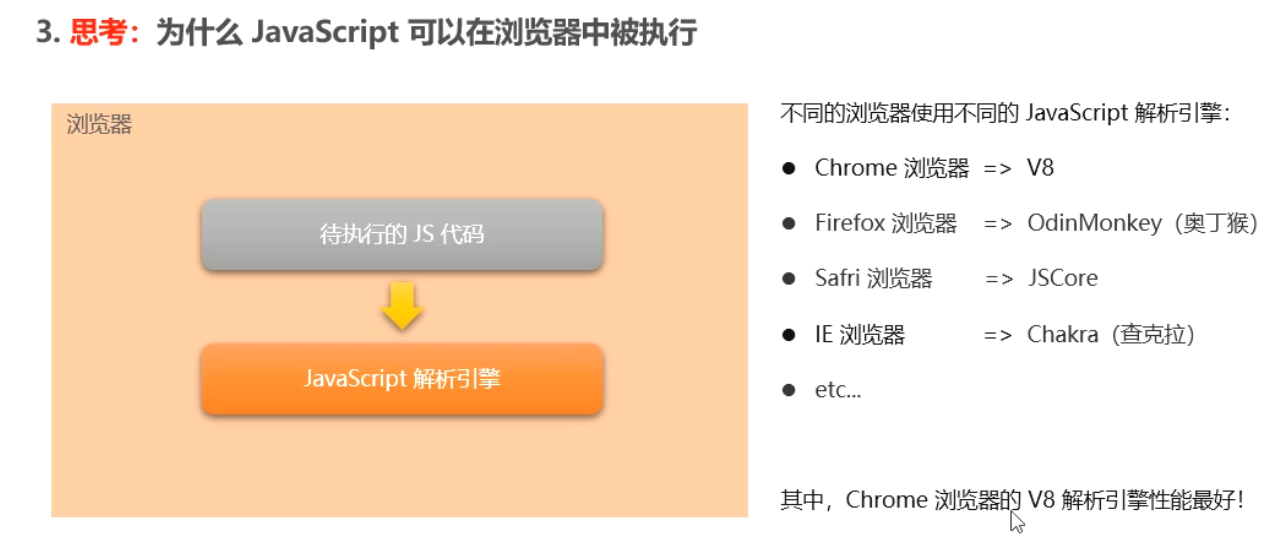 3. 思考：为什么 JavaScript 可以在浏览器中被执行
浏览器
待执行的 JS 代码
JavaScript 解析引擎
不同的浏览器使用不同的 JavaScript 解析引擎：
● Chrome 浏览器 => V8
● Firefox 浏览器 => OdinMonkey（奥丁猴）
● Safri 浏览器 => JSCore
● IE 浏览器 => Chakra（查克拉）
● etc...
其中，Chrome 浏览器的 V8 解析引擎性能最好！